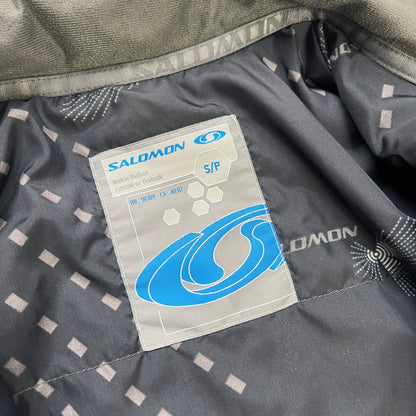 SALOMON
SALOMON
S/P
Made in Thailand
Fabriqué en Thaïlande
SALOMON